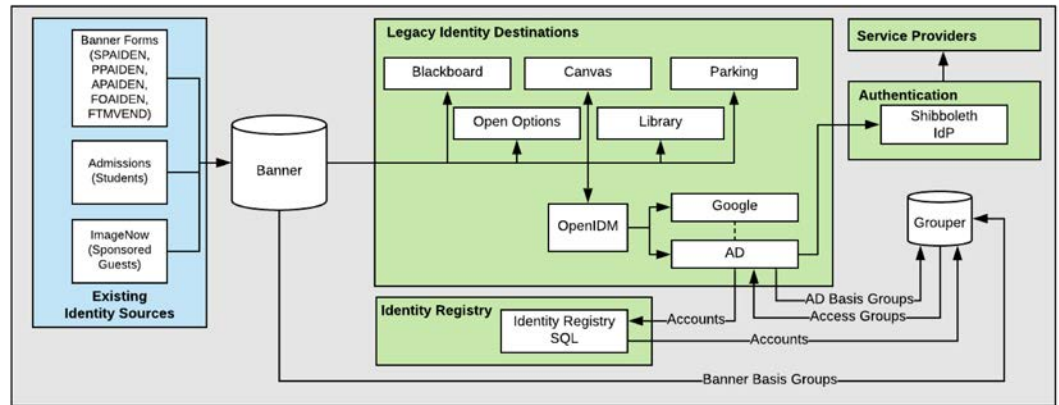 Banner Forms
(SPAIDEN,
PPAIDEN,
APAIDEN,
FOAIDEN,
FTMVEND)
Admissions
(Students)
ImageNow
(Sponsored
Guests)
Existing
Identity Sources
Banner
Legacy Identity Destinations
Blackboard
Canvas
Parking
Open Options
Library
OpenIDM
Google
AD
Service Providers
Authentication
Shibboleth
IdP
Grouper
AD Basis Groups
Access Groups
Identity Registry
Identity Registry
SQL
Accounts
Accounts
Banner Basis Groups